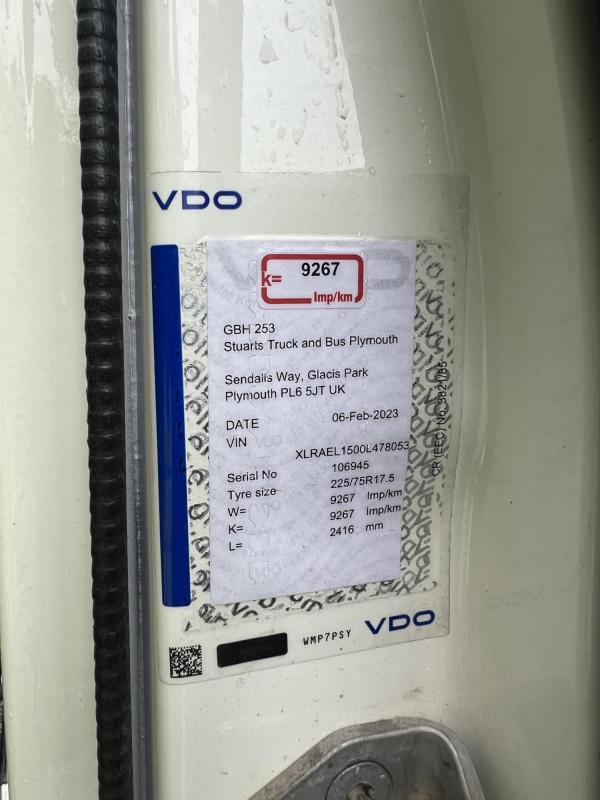 VDO
k= 9267
Imp/km
GBH 253
Stuarts Truck and Bus Plymouth
Sendalls Way, Glacis Park
Plymouth PL6 5JT UK
DATE 06-Feb-2023
VIN XLRAEL1500L478053
Serial No 106945
Tyre size 225/75R17.5
W= 9267 Imp/km
K= 9267 Imp/km
L= 2416 mm
CR (EEC) No. 3821/85
WMP7PSY
VDO